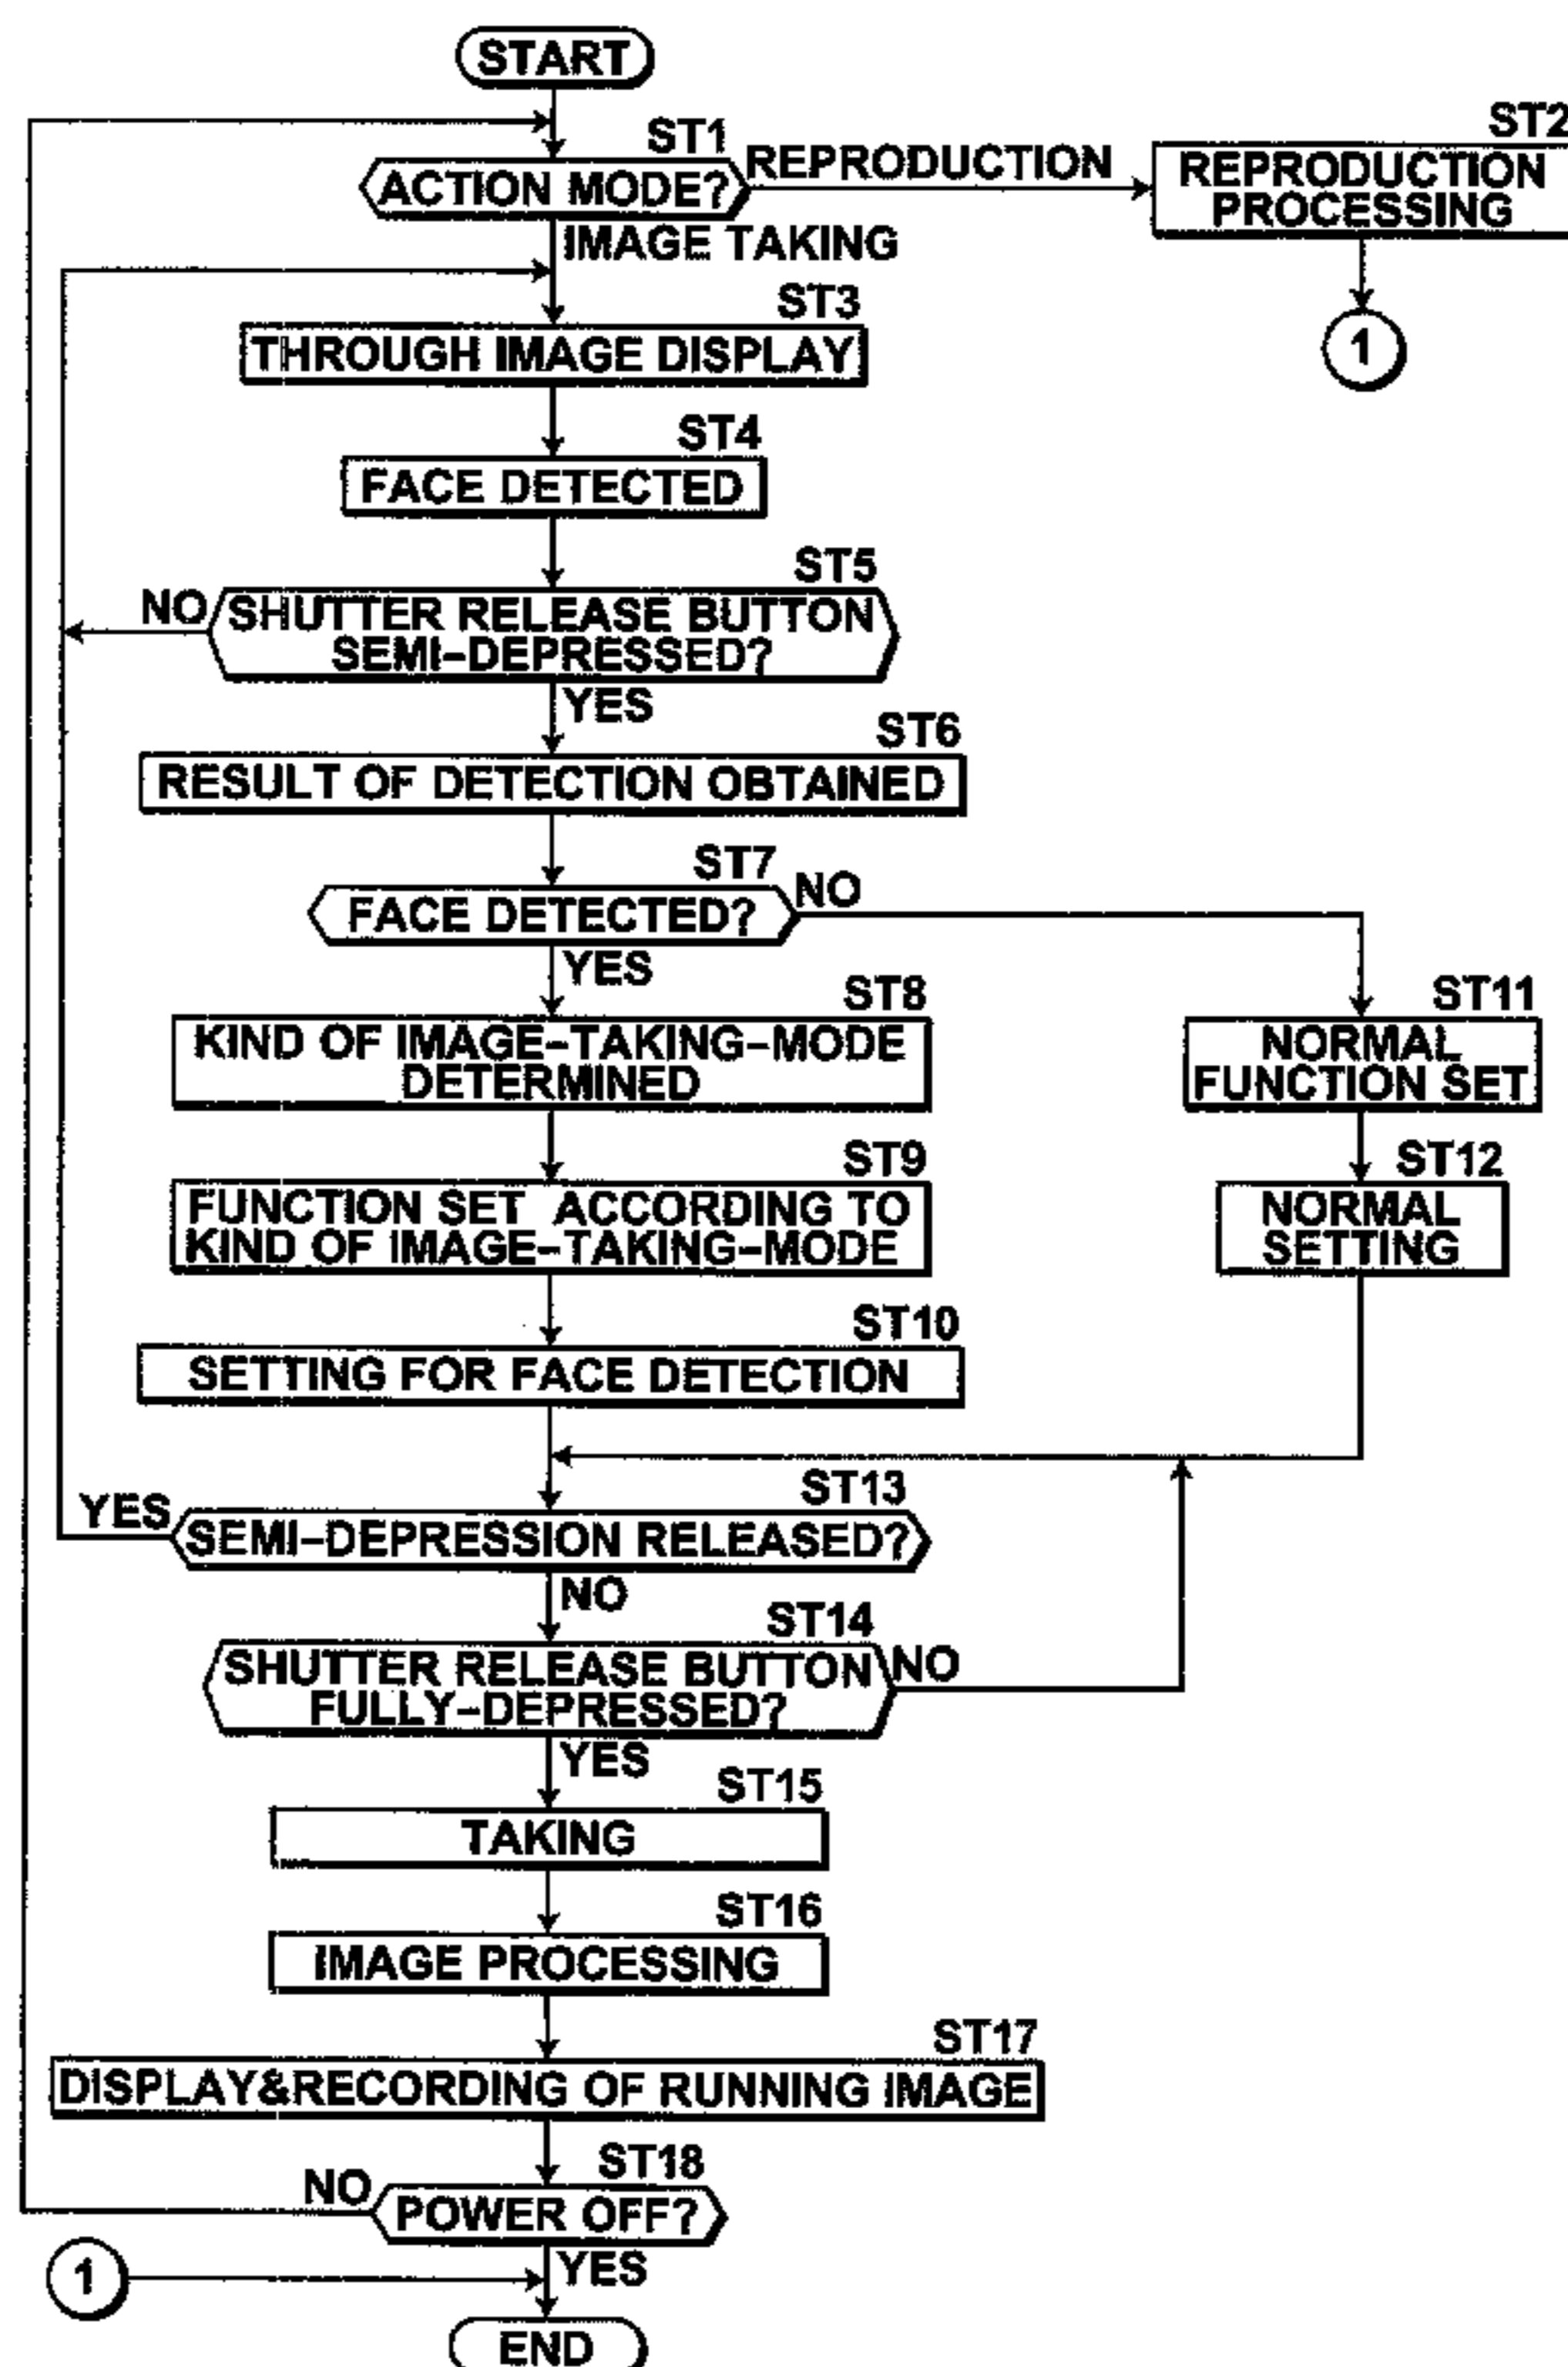 START
ST1
ACTION MODE?
REPRODUCTION
ST2
REPRODUCTION
PROCESSING
1
IMAGE TAKING
ST3
THROUGH IMAGE DISPLAY
ST4
FACE DETECTED
ST5
NO
SHUTTER RELEASE BUTTON
SEMI-DEPRESSED?
YES
ST6
RESULT OF DETECTION OBTAINED
ST7
FACE DETECTED?
NO
YES
ST8
KIND OF IMAGE-TAKING-MODE
DETERMINED
ST11
NORMAL
FUNCTION SET
ST9
FUNCTION SET ACCORDING TO
KIND OF IMAGE-TAKING-MODE
ST12
NORMAL
SETTING
ST10
SETTING FOR FACE DETECTION
ST13
YES
SEMI-DEPRESSION RELEASED?
NO
ST14
SHUTTER RELEASE BUTTON
FULLY-DEPRESSED?
NO
YES
ST15
TAKING
ST16
IMAGE PROCESSING
ST17
DISPLAY&RECORDING OF RUNNING IMAGE
ST18
NO
POWER OFF?
YES
1
END